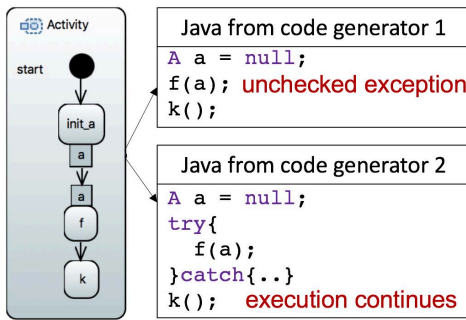 Activity
start
init_a
a
a
f
k
Java from code generator 1
A a = null;
f(a); unchecked exception
k();
Java from code generator 2
A a = null;
try{
f(a);
}catch{..}
k(); execution continues